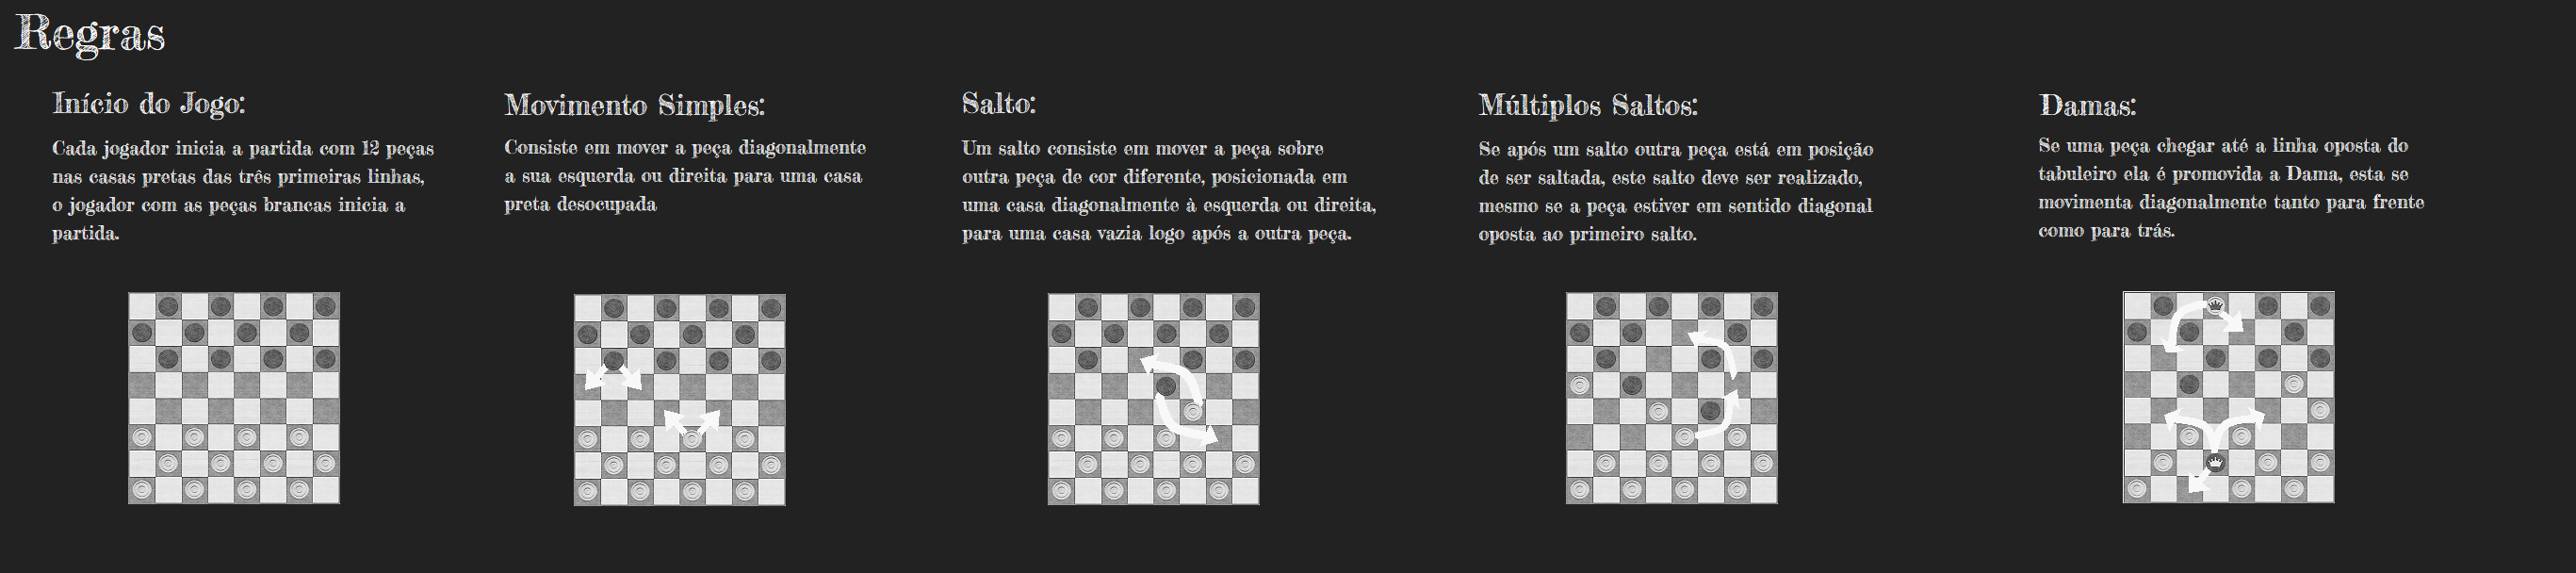 Regras
Início do Jogo:
Cada jogador inicia a partida com 12 peças
nas casas pretas das três primeiras linhas,
o jogador com as peças brancas inicia a
partida.
Movimento Simples:
Consiste em mover a peça diagonalmente
a sua esquerda ou direita para uma casa
preta desocupada
Salto:
Um salto consiste em mover a peça sobre
outra peça de cor diferente, posicionada em
uma casa diagonalmente à esquerda ou direita,
para uma casa vazia logo após a outra peça.
Múltiplos Saltos:
Se após um salto outra peça está em posição
de ser saltada, este salto deve ser realizado,
mesmo se a peça estiver em sentido diagonal
oposta ao primeiro salto.
Damas:
Se uma peça chegar até a linha oposta do
tabuleiro ela é promovida a Dama, esta se
movimenta diagonalmente tanto para frente
como para trás.